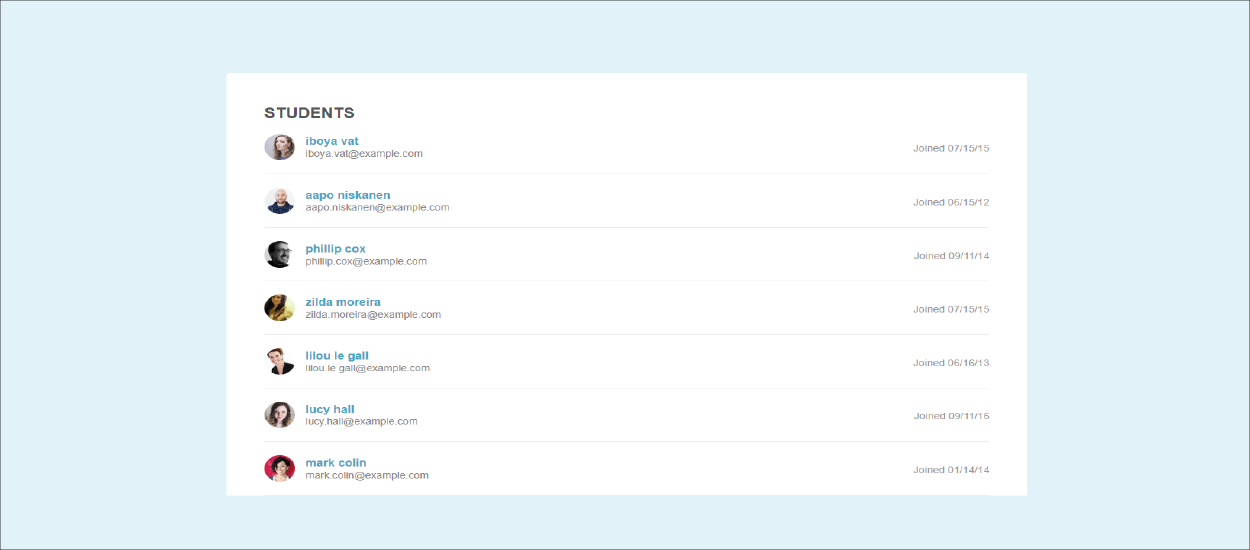 STUDENTS
iboya vat
iboya.vat@example.com
Joined 07/15/15
aapo niskanen
aapo.niskanen@example.com
Joined 06/15/12
phillip cox
phillip.cox@example.com
Joined 09/11/14
zilda moreira
zilda.moreira@example.com
Joined 07/15/15
lilou le gall
lilou.le gall@example.com
Joined 06/16/13
lucy hall
lucy.hall@example.com
Joined 09/11/16
mark colin
mark.colin@example.com
Joined 01/14/14